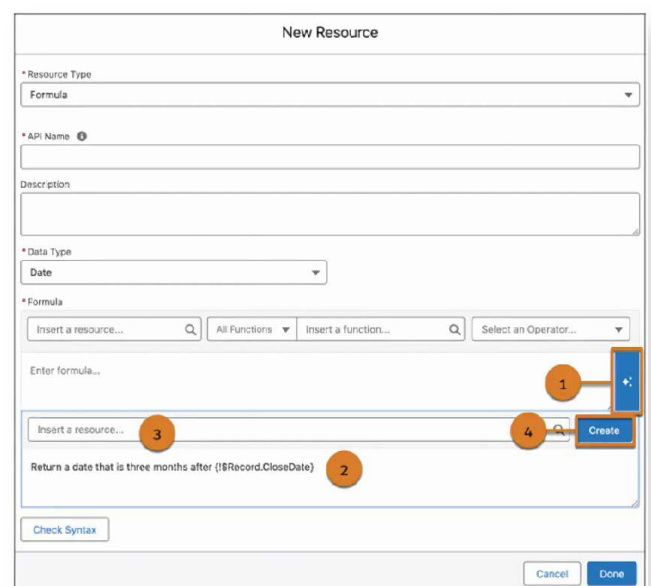 New Resource
* Resource Type
Formula
* API Name
Description
* Data Type
Date
* Formula
Insert a resource...
All Functions
Insert a function...
Select an Operator...
Enter formula...
1
Insert a resource...
3
4
Create
Return a date that is three months after {!$Record.CloseDate}
2
Check Syntax
Cancel
Done